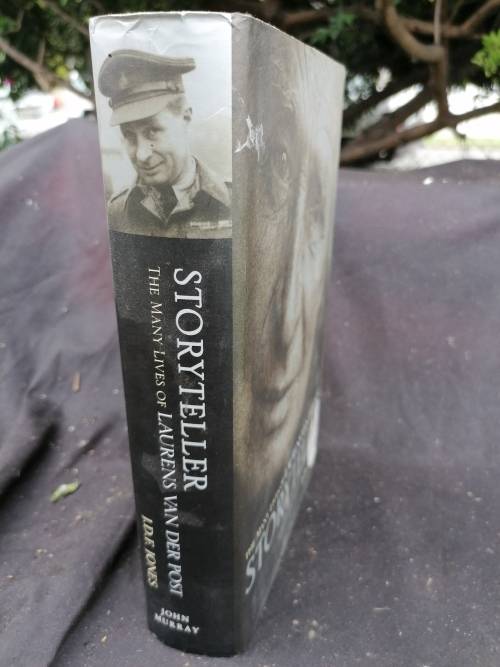 STORYTELLER
THE MANY LIVES OF LAURENS VAN DER POST
J.D.F. JONES
JOHN
MURRAY